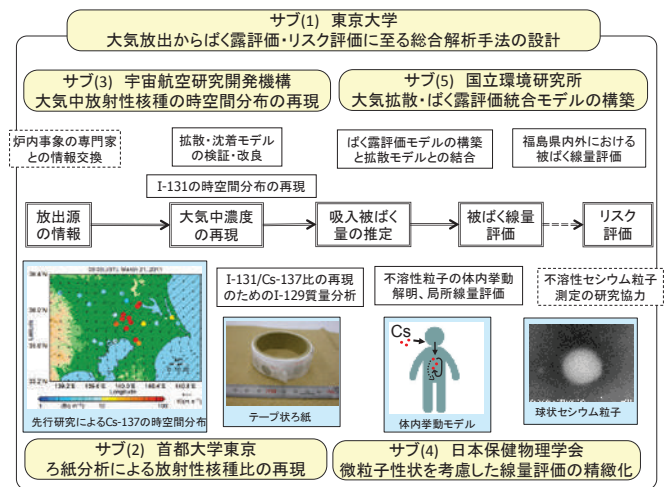 サブ(1) 東京大学
大気放出からばく露評価・リスク評価に至る総合解析手法の設計
サブ(3) 宇宙航空研究開発機構
大気中放射性核種の時空間分布の再現
サブ(5) 国立環境研究所
大気拡散・ばく露評価統合モデルの構築
炉内事象の専門家
との情報交換
拡散・沈着モデル
の検証・改良
ばく露評価モデルの構築
と拡散モデルとの結合
福島県内外における
被ばく線量評価
I-131の時空間分布の再現
放出源
の情報
大気中濃度
の再現
吸入被ばく
量の推定
被ばく線量
評価
リスク
評価
I-131/Cs-137比の再現
のためのI-129質量分析
不溶性粒子の体内挙動
解明、局所線量評価
不溶性セシウム粒子
測定の研究協力
March 21, 2011
36.0N
Latitude
139.2E
140.4E
Longitude
Cs
先行研究によるCs-137の時空間分布
テープ状ろ紙
体内挙動モデル
球状セシウム粒子
サブ(2) 首都大学東京
ろ紙分析による放射性核種比の再現
サブ(4) 日本保健物理学会
微粒子性状を考慮した線量評価の精緻化